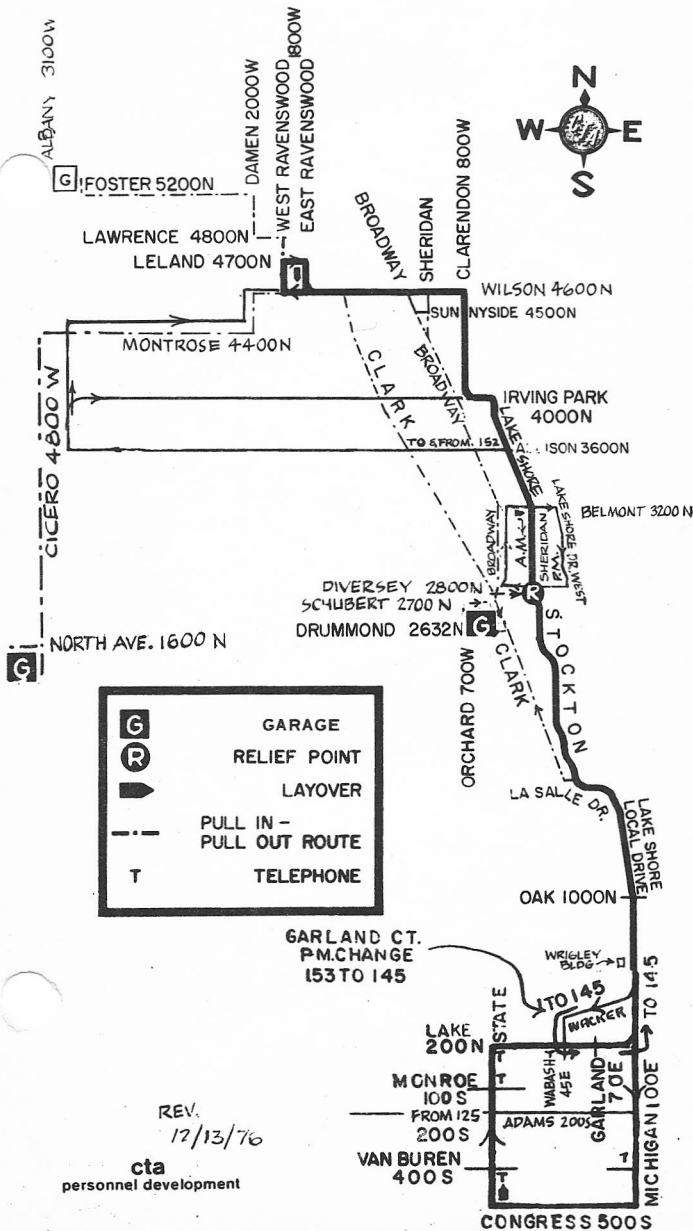 ALBANY 3100W
DAMEN 2000W
WEST RAVENSWOOD 1800W
EAST RAVENSWOOD
N
W E
S
G FOSTER 5200N
LAWRENCE 4800N
LELAND 4700N
BROADWAY
SHERIDAN
CLARENDON 800W
WILSON 4600N
SUNNYSIDE 4500N
MONTROSE 4400N
CLARK
BROADWAY
IRVING PARK
4000N
CICERO 4800 W
TO & FROM 152
LAKE SHORE
ISON 3600N
BELMONT 3200 N
BROADWAY
A.M.
SHERIDAN
P.M.
LAKE SHORE DR. WEST
DIVERSEY 2800N
R
SCHUBERT 2700 N
DRUMMOND 2632N G
NORTH AVE. 1600 N
G
ORCHARD 700W
CLARK
STOCKTON
G GARAGE
R RELIEF POINT
LAYOVER
PULL IN -
PULL OUT ROUTE
T TELEPHONE
LA SALLE DR.
LAKE SHORE
LOCAL DRIVE
OAK 1000N
GARLAND CT.
P.M. CHANGE
153 TO 145
WRIGLEY
BLDG
TO 145
TO 145
WACKER
STATE
LAKE
200N
T
WABASH
45E
GARLAND
70E
MICHIGAN 100E
MONROE
100 S
T
FROM 125
200 S
ADAMS 200S
VAN BUREN
400 S
T
T
CONGRESS 500S
REV.
12/13/76
cta
personnel development